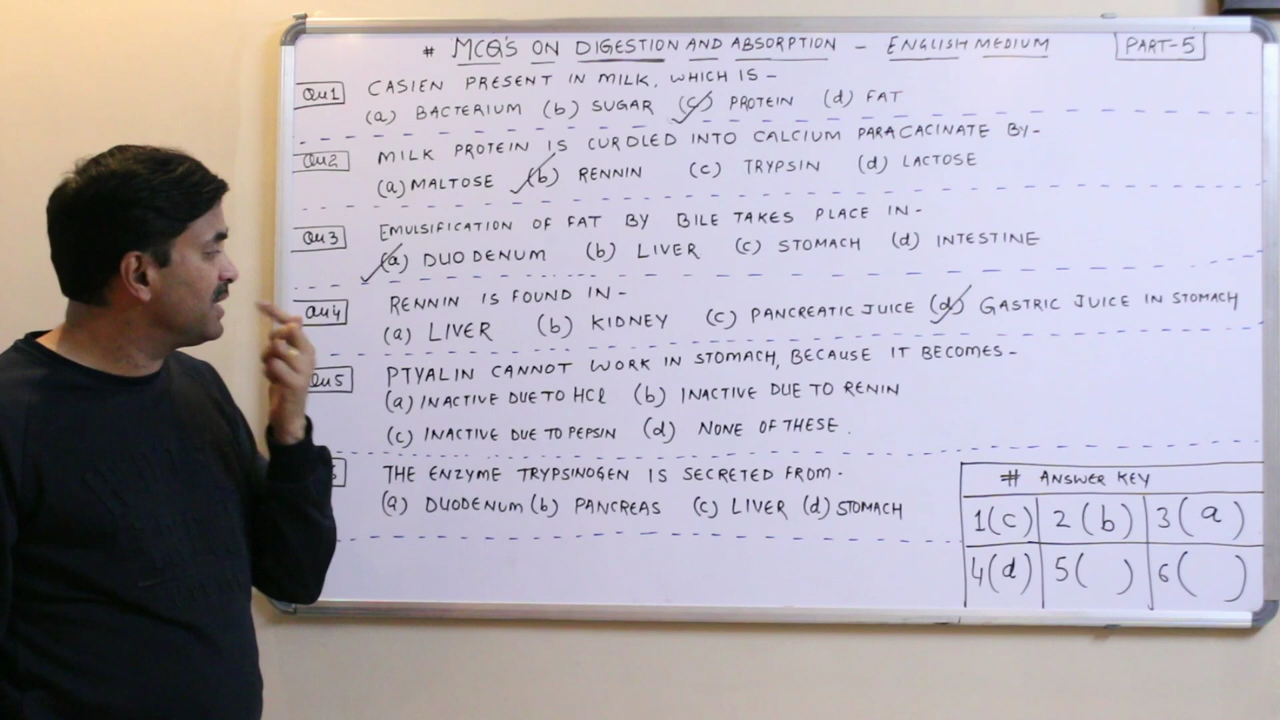 # MCQ'S ON DIGESTION AND ABSORPTION - ENGLISH MEDIUM PART-5
Qu1 CASIEN PRESENT IN MILK, WHICH IS -
(a) BACTERIUM (b) SUGAR (c) PROTEIN (d) FAT
Qu2 MILK PROTEIN IS CURDLED INTO CALCIUM PARACACINATE BY-
(a) MALTOSE (b) RENNIN (c) TRYPSIN (d) LACTOSE
Qu3 EMULSIFICATION OF FAT BY BILE TAKES PLACE IN-
(a) DUODENUM (b) LIVER (c) STOMACH (d) INTESTINE
Qu4 RENNIN IS FOUND IN-
(a) LIVER (b) KIDNEY (c) PANCREATIC JUICE (d) GASTRIC JUICE IN STOMACH
Qu5 PTYALIN CANNOT WORK IN STOMACH, BECAUSE IT BECOMES-
(a) INACTIVE DUE TO HCl (b) INACTIVE DUE TO RENIN
(c) INACTIVE DUE TO PEPSIN (d) NONE OF THESE.
THE ENZYME TRYPSINOGEN IS SECRETED FROM-
(a) DUODENUM (b) PANCREAS (c) LIVER (d) STOMACH
# ANSWER KEY
1(c) 2(b) 3(a)
4(d) 5( ) 6( )